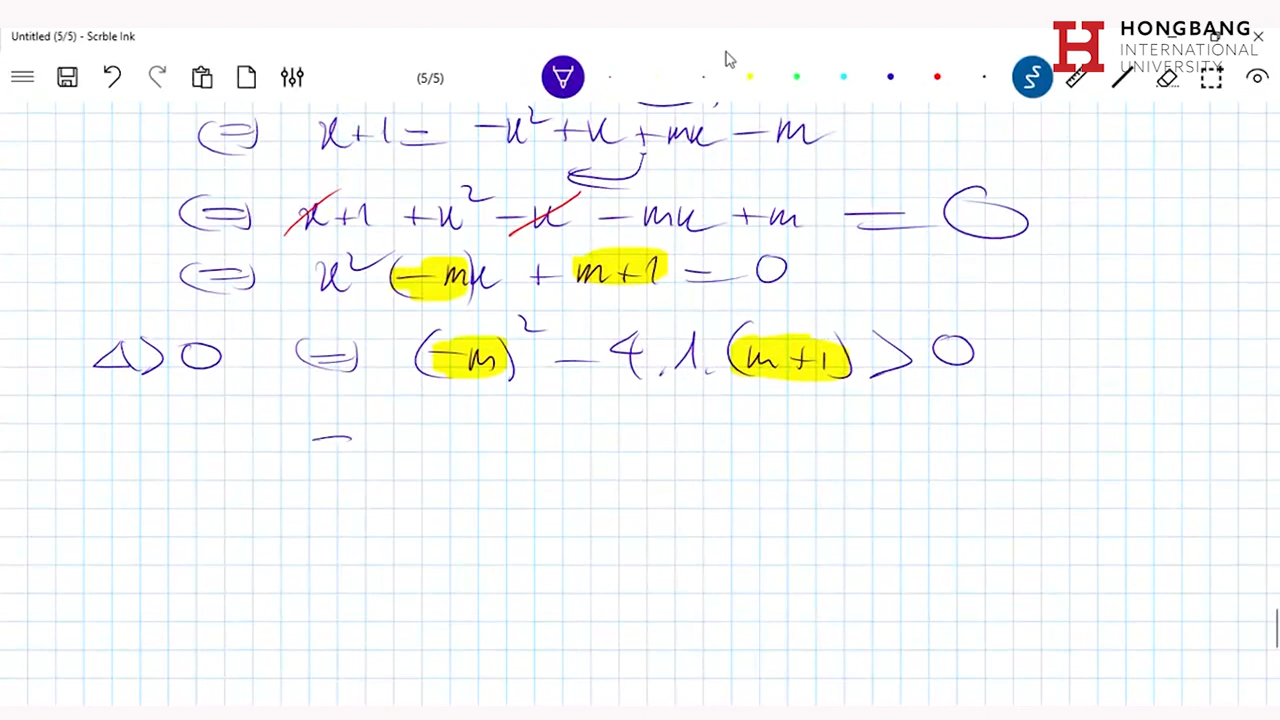 Untitled (5/5) - Scrble Ink
HONGBANG
INTERNATIONAL
UNIVERSITY
(5/5)
(=) x+1 = -x² + x + mx - m
(=) x+1 + x² - x - mx + m = 0
(=) x² (-m)x + m+1 = 0
Δ > 0 (=) (-m)² - 4.1.(m+1) > 0